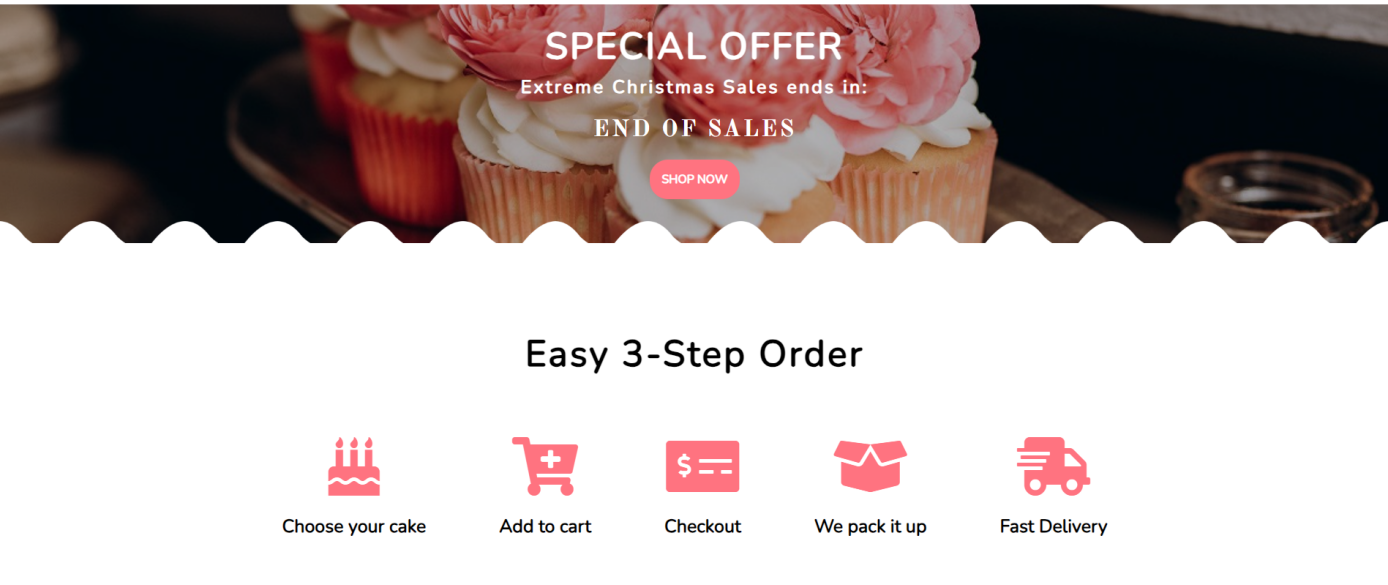 SPECIAL OFFER
Extreme Christmas Sales ends in:
END OF SALES
SHOP NOW
Easy 3-Step Order
$
Choose your cake
Add to cart
Checkout
We pack it up
Fast Delivery